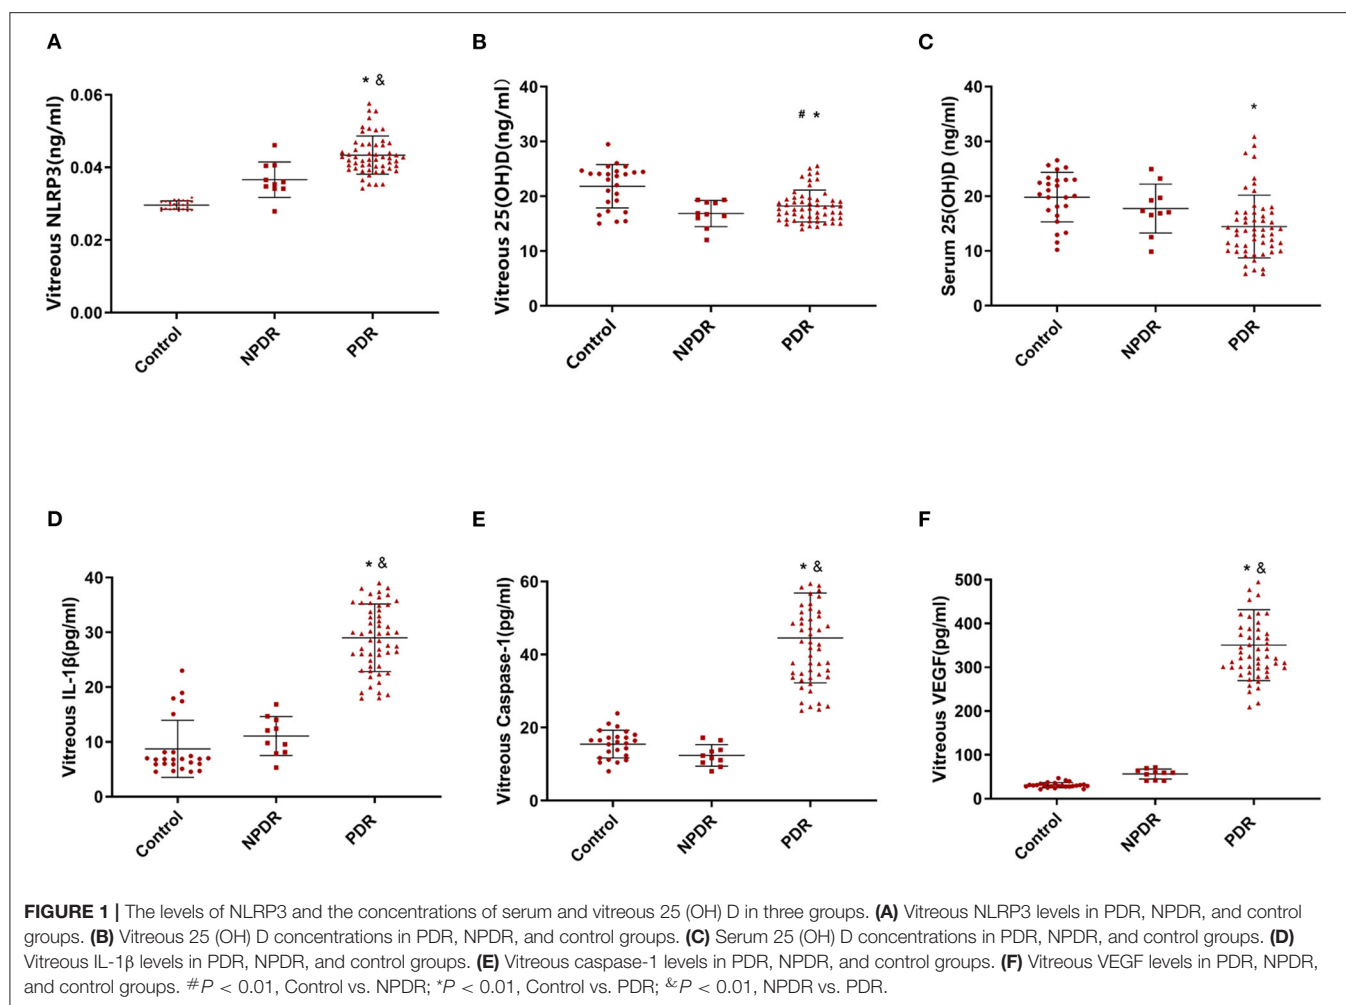 A
Vitreous NLRP3(ng/ml)
0.06
0.04
0.02
0.00
* &
Control
NPDR
PDR
B
Vitreous 25(OH)D(ng/ml)
40
30
20
10
0
# *
Control
NPDR
PDR
C
Serum 25(OH)D (ng/ml)
40
30
20
10
0
*
Control
NPDR
PDR
D
Vitreous IL-1β(pg/ml)
40
30
20
10
0
* &
Control
NPDR
PDR
E
Vitreous Caspase-1(pg/ml)
60
40
20
0
* &
Control
NPDR
PDR
F
Vitreous VEGF(pg/ml)
500
400
300
200
100
0
* &
Control
NPDR
PDR
FIGURE 1 | The levels of NLRP3 and the concentrations of serum and vitreous 25 (OH) D in three groups. (A) Vitreous NLRP3 levels in PDR, NPDR, and control
groups. (B) Vitreous 25 (OH) D concentrations in PDR, NPDR, and control groups. (C) Serum 25 (OH) D concentrations in PDR, NPDR, and control groups. (D)
Vitreous IL-1β levels in PDR, NPDR, and control groups. (E) Vitreous caspase-1 levels in PDR, NPDR, and control groups. (F) Vitreous VEGF levels in PDR, NPDR,
and control groups. #P < 0.01, Control vs. NPDR; *P < 0.01, Control vs. PDR; &P < 0.01, NPDR vs. PDR.